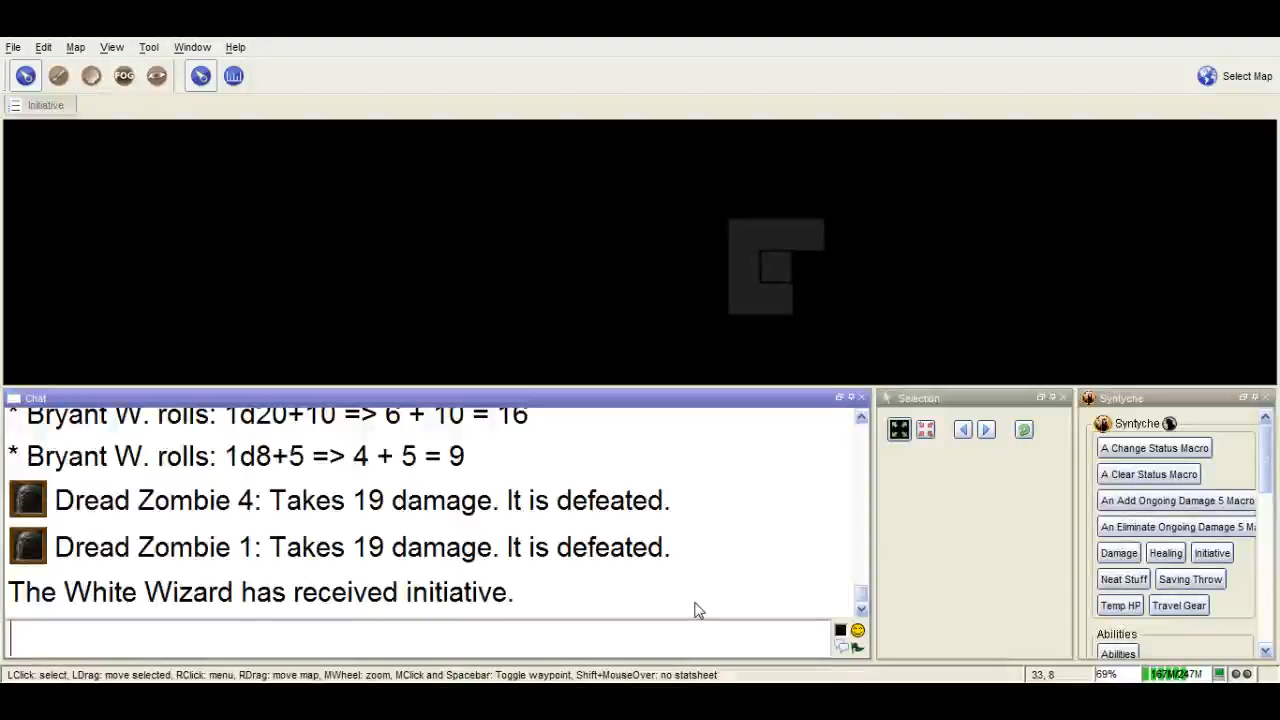 File Edit Map View Tool Window Help
FOG Select Map
Initiative
Chat
* Bryant W. rolls: 1d20+10 => 6 + 10 = 16
* Bryant W. rolls: 1d8+5 => 4 + 5 = 9
Dread Zombie 4: Takes 19 damage. It is defeated.
Dread Zombie 1: Takes 19 damage. It is defeated.
The White Wizard has received initiative.
Selection
Syntyche
Syntyche
A Change Status Macro
A Clear Status Macro
An Add Ongoing Damage 5 Macro
An Eliminate Ongoing Damage 5 Ma
Damage Healing Initiative
Neat Stuff Saving Throw
Temp HP Travel Gear
Abilities
Abilities
LClick: select, LDrag: move selected, RClick: menu, RDrag: move map, MWheel: zoom, MClick and Spacebar: Toggle waypoint, Shift+MouseOver: no statsheet 33, 8 69% 167M/247M